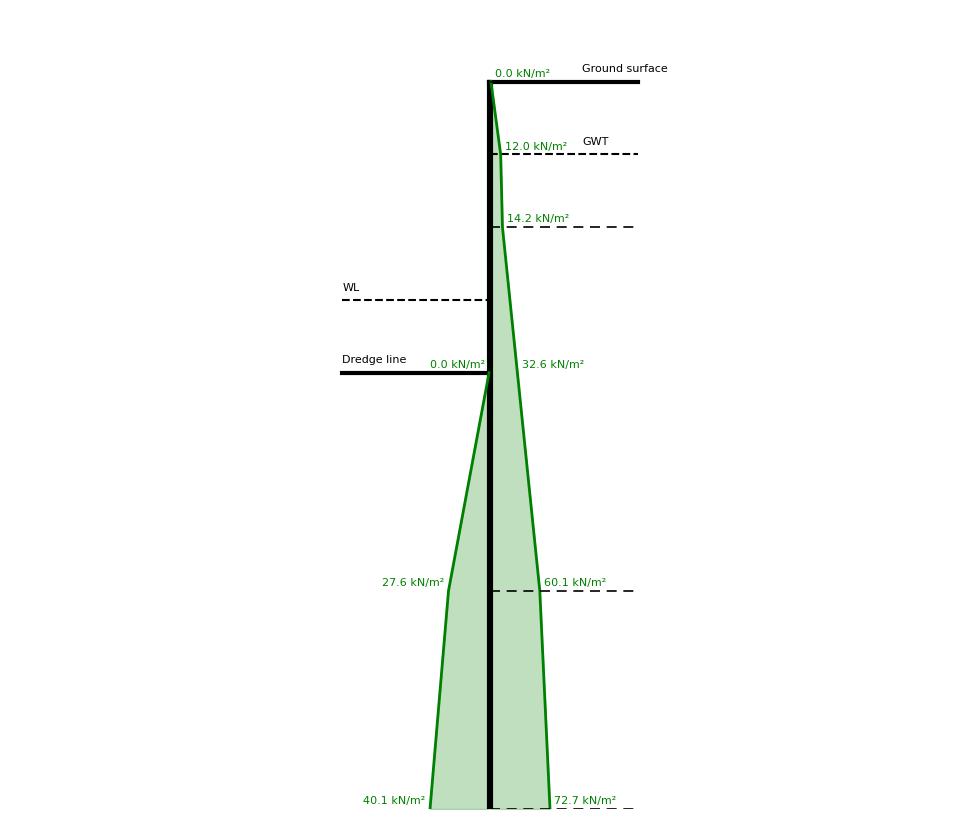 Ground surface
0.0 kN/m²
GWT
12.0 kN/m²
14.2 kN/m²
WL
Dredge line
0.0 kN/m²
32.6 kN/m²
27.6 kN/m²
60.1 kN/m²
40.1 kN/m²
72.7 kN/m²